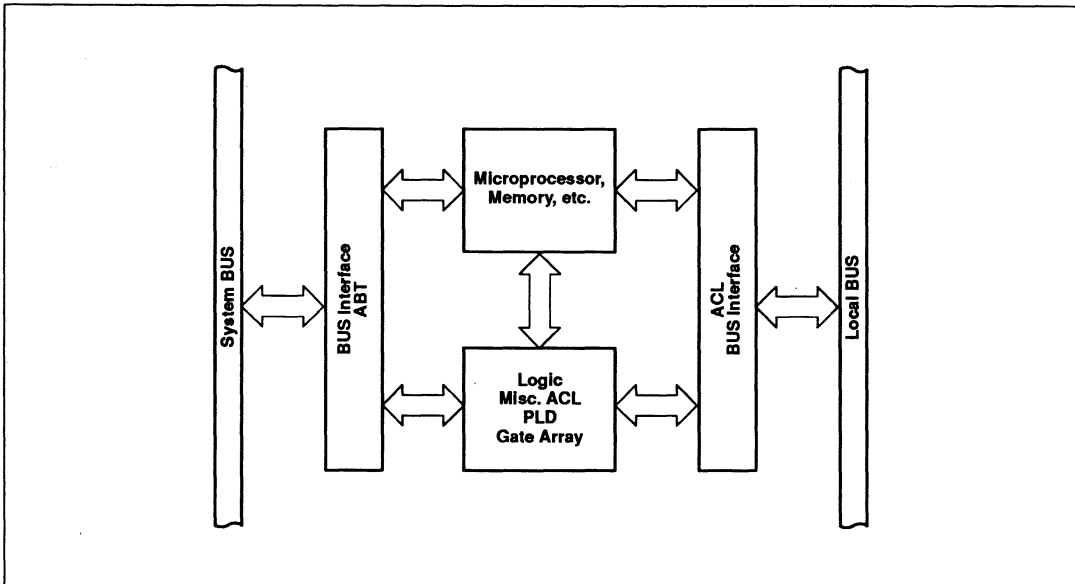 System BUS
BUS Interface
ABT
Microprocessor,
Memory, etc.
Logic
Misc. ACL
PLD
Gate Array
ACL
BUS Interface
Local BUS